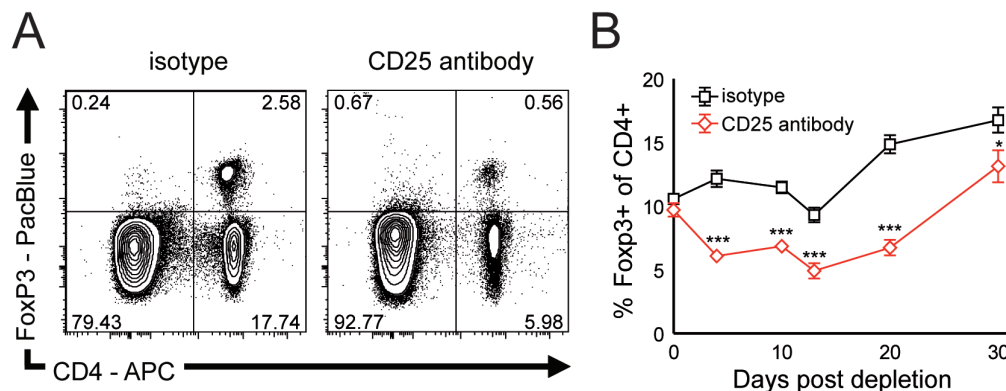 A
isotype
CD25 antibody
FoxP3 - PacBlue
0.24
2.58
79.43
17.74
0.67
0.56
92.77
5.98
CD4 - APC
B
isotype
CD25 antibody
% Foxp3+ of CD4+
20
15
10
5
0
***
***
***
***
*
0
10
20
30
Days post depletion